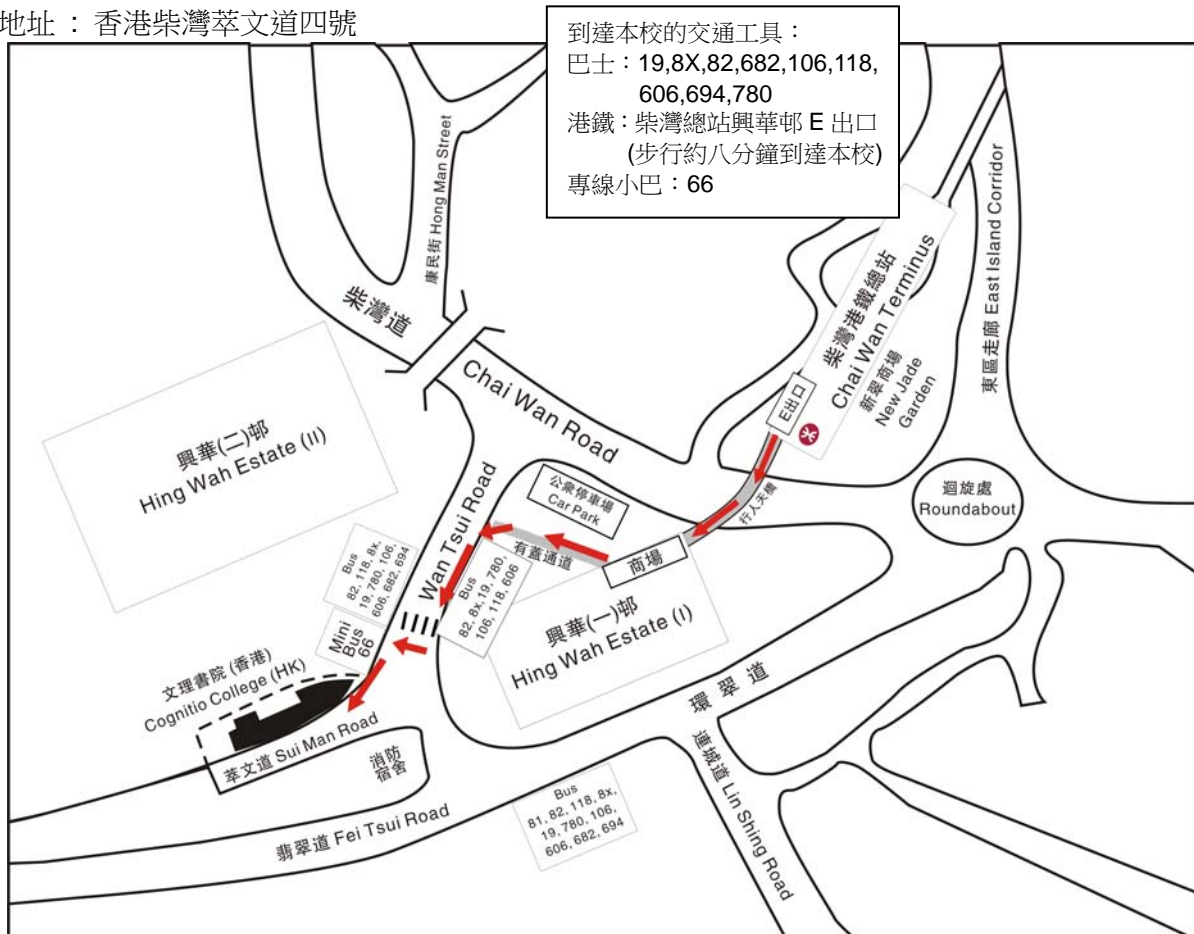 地址 ： 香港柴灣萃文道四號
到達本校的交通工具：
巴士：19,8X,82,682,106,118,
606,694,780
港鐵：柴灣總站興華邨 E 出口
(步行約八分鐘到達本校)
專線小巴：66
康民街 Hong Man Street
柴灣道
Chai Wan Road
柴灣港鐵總站
Chai Wan Terminus
新翠商場
New Jade
Garden
東區走廊 East Island Corridor
E出口
行人天橋
迴旋處
Roundabout
興華(二)邨
Hing Wah Estate (II)
Wan Tsui Road
公衆停車場
Car Park
有蓋通道
商場
Bus
82, 118, 8x,
19, 780, 106,
606, 682, 694
Bus
82, 8x,19, 780,
106, 118, 606
Mini
Bus
66
興華(一)邨
Hing Wah Estate (I)
文理書院 (香港)
Cognitio College (HK)
萃文道 Sui Man Road
消防
宿舍
環翠道
連城道 Lin Shing Road
翡翠道 Fei Tsui Road
Bus
81, 82, 118, 8x,
19, 780, 106,
606, 682, 694